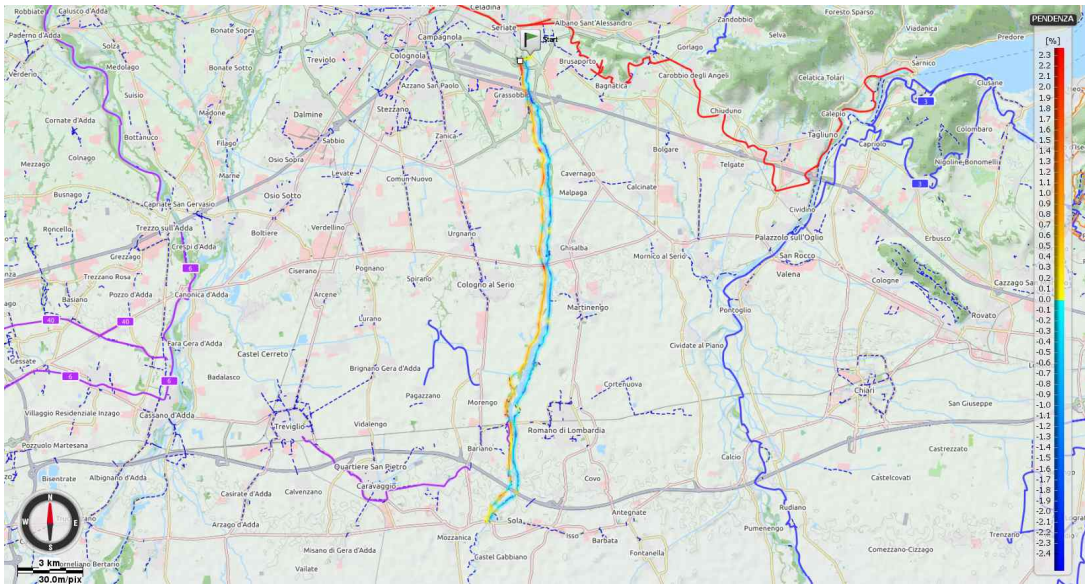 Robbiate
Calusco d'Adda
Celadina
Zandobbio
Foresto Sparso
Viadanica
Predore
PENDENZA
Paderno d'Adda
Solza
Bonate Sopra
Campagnola
Seriate
Start
Albano Sant'Alessandro
Selva
Adrara San Martino
Gorlago
Medolago
Treviolo
Colognola
Brusaporto
Sarnico
Verderio
Suisio
Azzano San Paolo
Bagnatica
Carobbio degli Angeli
Celatica Tolari
Clusane
Bonate Sotto
Stezzano
Grassobbio
Chiuduno
Calepio
3
Cornate d'Adda
Madone
Dalmine
Zanica
Tagliuno
Colombaro
Bottanuco
Filago
Sabbio
Capriolo
Mezzago
Colnago
Osio Sopra
Bolgare
Telgate
Nigoline-Bonomelli
Marne
Levate
Comun-Nuovo
Cavernago
Calcinate
3
Busnago
Osio Sotto
Malpaga
Capriate San Gervasio
Cividino
Roncello
Trezzo sull'Adda
Boltiere
Verdellino
Urgnano
Palazzolo sull'Oglio
Erbusco
Crespi d'Adda
Ghisalba
Grezzago
Mornico al Serio
San Rocco
Trezzano Rosa
6
Ciserano
Pognano
Spirano
Valena
Cologne
Cazzago San
Basiano
Pozzo d'Adda
Canonica d'Adda
Arcene
Cologno al Serio
Martinengo
Pontoglio
Rovato
40
40
Lurano
Fara Gera d'Adda
Castel Cerreto
Cividate al Piano
Gessate
Badalasco
Brignano Gera d'Adda
6
6
Cortenuova
Chiari
Villaggio Residenziale Inzago
Pagazzano
Morengo
San Giuseppe
Cassano d'Adda
Treviglio
Vidalengo
Romano di Lombardia
Pozzuolo Martesana
Bariano
Calcio
Castrezzato
Bisentrate
Albignano d'Adda
Quartiere San Pietro
Caravaggio
Covo
Castelcovati
Casirate d'Adda
Calvenzano
Antegnate
Rudiano
Arzago d'Adda
Sola
Isso
Barbata
Pumenengo
Trenzano
Misano di Gera d'Adda
Mozzanica
Fontanella
Comezzano-Cizzago
Vailate
Castel Gabbiano
N
W
E
S
3 km
30.0m/pix
[%]
2.3
2.2
2.1
2.0
1.9
1.8
1.7
1.6
1.5
1.4
1.3
1.2
1.1
1.0
0.9
0.8
0.7
0.6
0.5
0.4
0.3
0.2
0.1
0.0
-0.1
-0.2
-0.3
-0.4
-0.5
-0.6
-0.7
-0.8
-0.9
-1.0
-1.1
-1.2
-1.3
-1.4
-1.5
-1.6
-1.7
-1.8
-1.9
-2.0
-2.1
-2.2
-2.3
-2.4